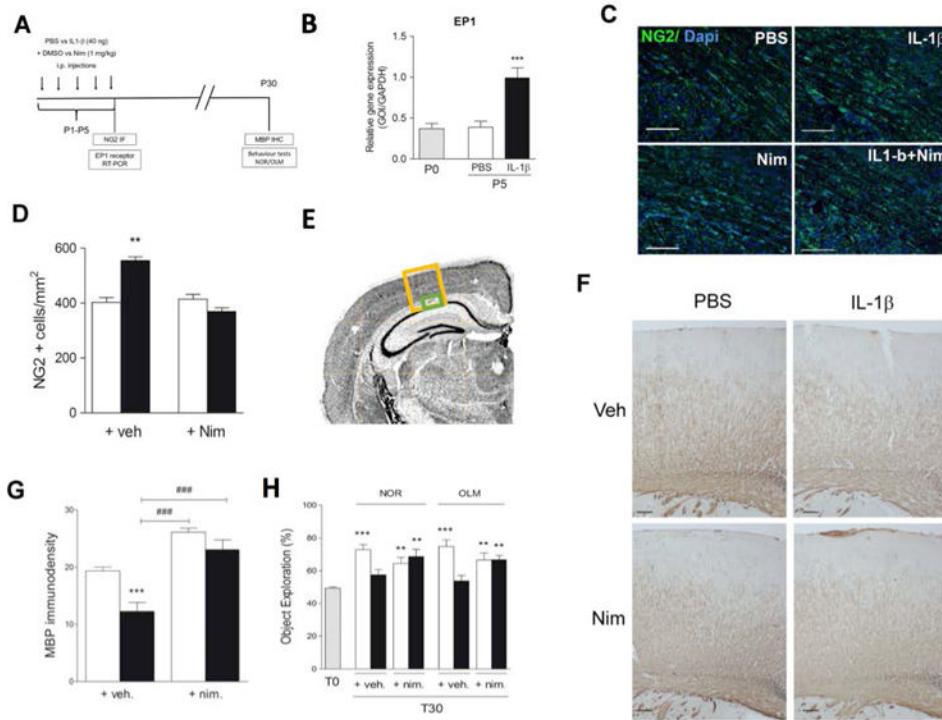 A
PBS vs IL1-β (40 ng)
+ DMSO vs Nim (1 mg/kg)
i.p. injections
P1-P5
NG2 IF
EP1 receptor
RT-PCR
P30
MBP IHC
Behaviour tests
NOR/OLM
B
EP1
Relative gene expression
(GOI/GAPDH)
1.5
1.0
0.5
0.0
***
P0
PBS
IL-1β
P5
C
NG2/ Dapi
PBS
IL-1β
Nim
IL1-b+Nim
D
NG2 + cells/mm²
600
400
200
0
**
+ veh
+ Nim
E
F
PBS
IL-1β
Veh
Nim
G
MBP immunodensity
30
20
10
0
###
###
***
+ veh.
+ nim.
H
NOR
OLM
Object Exploration (%)
100
80
60
40
20
0
*** ** ** *** ** **
T0
+ veh.
+ nim.
+ veh.
+ nim.
T30